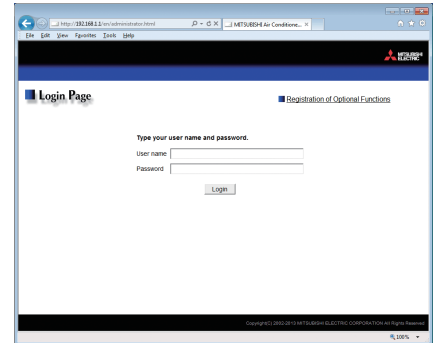 http://192.168.1.1/en/administrator.html
MITSUBISHI Air Conditione...
File Edit View Favorites Tools Help
MITSUBISHI
ELECTRIC
Login Page
Registration of Optional Functions
Type your user name and password.
User name
Password
Login
Copyright(C) 2002-2013 MITSUBISHI ELECTRIC CORPORATION All Rights Reserved
100%